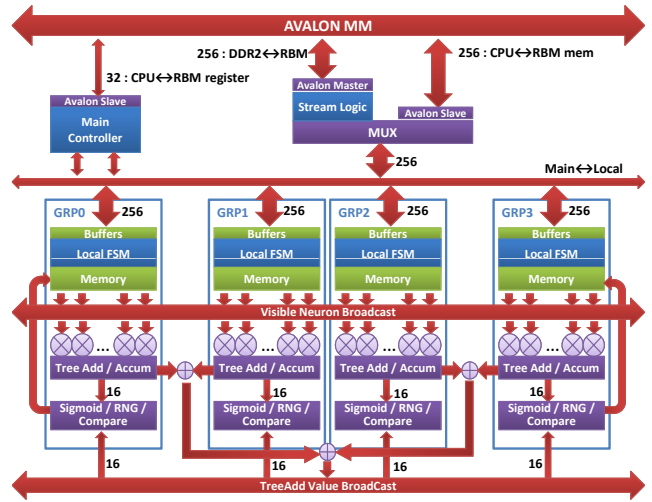 AVALON MM
256 : DDR2↔RBM
256 : CPU↔RBM mem
32 : CPU↔RBM register
Avalon Master
Avalon Slave
Stream Logic
Avalon Slave
Main
Controller
MUX
256
Main↔Local
GRP0
256
GRP1
256
GRP2
256
GRP3
256
Buffers
Buffers
Buffers
Buffers
Local FSM
Local FSM
Local FSM
Local FSM
Memory
Memory
Memory
Memory
Visible Neuron Broadcast
...
...
...
...
Tree Add / Accum
Tree Add / Accum
Tree Add / Accum
Tree Add / Accum
16
16
16
16
Sigmoid / RNG /
Compare
Sigmoid / RNG /
Compare
Sigmoid / RNG /
Compare
Sigmoid / RNG /
Compare
16
16
16
16
TreeAdd Value BroadCast